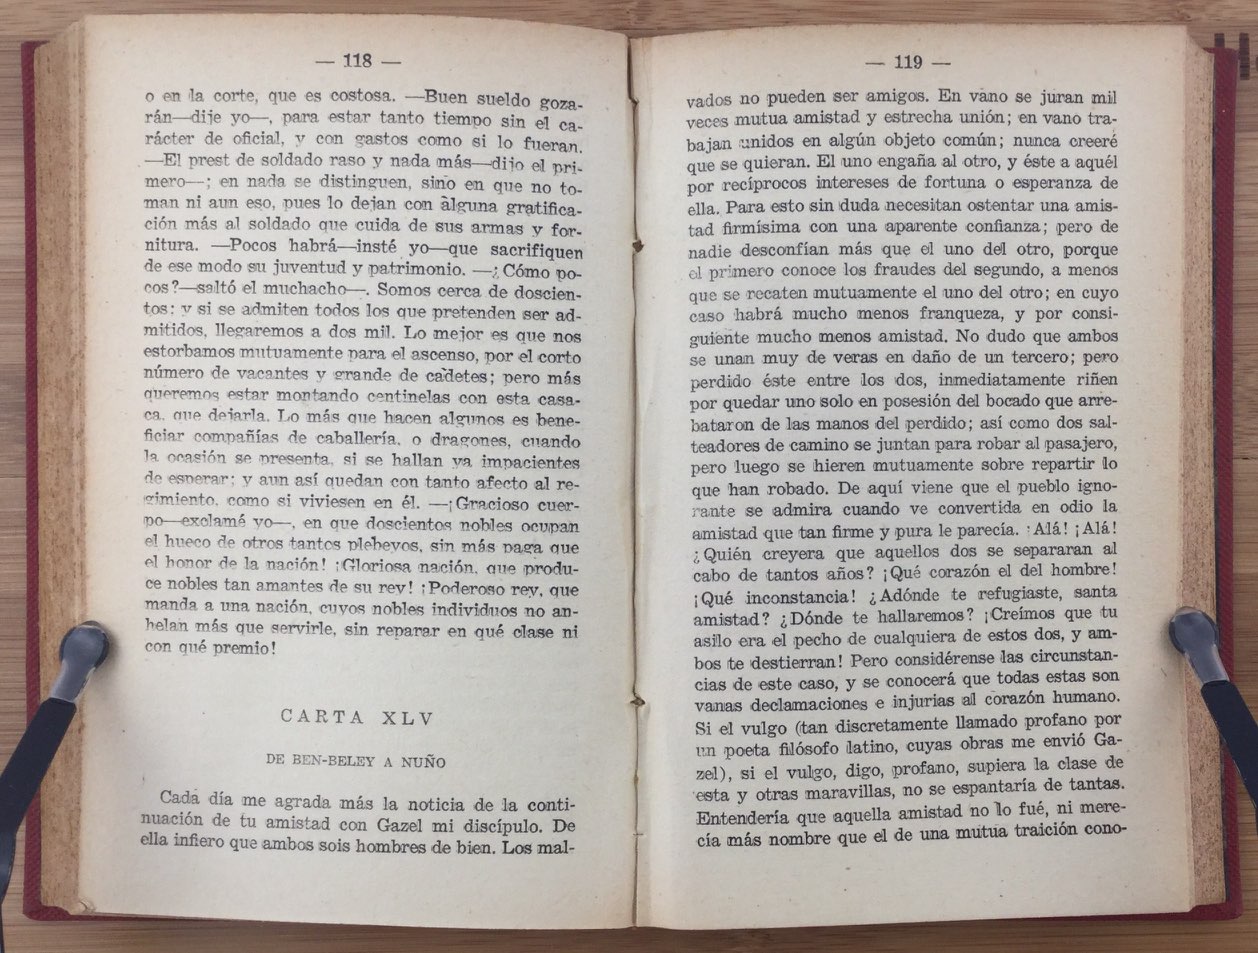 — 118 —
o en la corte, que es costosa. —Buen sueldo goza-
rán—dije yo—, para estar tanto tiempo sin el ca-
rácter de oficial, y con gastos como si lo fueran.
—El prest de soldado raso y nada más—dijo el pri-
mero—; en nada se distinguen, sino en que no to-
man ni aun eso, pues lo dejan con alguna gratifica-
ción más al soldado que cuida de sus armas y for-
nitura. —Pocos habrá—insté yo—que sacrifiquen
de ese modo su juventud y patrimonio. —¿Cómo po-
cos?—saltó el muchacho—. Somos cerca de doscien-
tos; y si se admiten todos los que pretenden ser ad-
mitidos, llegaremos a dos mil. Lo mejor es que nos
estorbamos mutuamente para el ascenso, por el corto
número de vacantes y grande de cadetes; pero más
queremos estar montando centinelas con esta casa-
ca, que dejarla. Lo más que hacen algunos es bene-
ficiar compañías de caballería, o dragones, cuando
la ocasión se presenta, si se hallan ya impacientes
de esperar; y aun así quedan con tanto afecto al re-
gimiento, como si viviesen en él. —¡Gracioso cuer-
po—exclamé yo—, en que doscientos nobles ocupan
el hueco de otros tantos plebeyos, sin más paga que
el honor de la nación! ¡Gloriosa nación, que produ-
ce nobles tan amantes de su rey! ¡Poderoso rey, que
manda a una nación, cuyos nobles individuos no an-
helan más que servirle, sin reparar en qué clase ni
con qué premio!
CARTA XLV
DE BEN-BELEY A NUÑO
Cada día me agrada más la noticia de la conti-
nuación de tu amistad con Gazel mi discípulo. De
ella infiero que ambos sois hombres de bien. Los mal-
— 119 —
vados no pueden ser amigos. En vano se juran mil
veces mutua amistad y estrecha unión; en vano tra-
bajan unidos en algún objeto común; nunca creeré
que se quieran. El uno engaña al otro, y éste a aquél
por recíprocos intereses de fortuna o esperanza de
ella. Para esto sin duda necesitan ostentar una amis-
tad firmísima con una aparente confianza; pero de
nadie desconfían más que el uno del otro, porque
el primero conoce los fraudes del segundo, a menos
que se recaten mutuamente el uno del otro; en cuyo
caso habrá mucho menos franqueza, y por consi-
guiente mucho menos amistad. No dudo que ambos
se unan muy de veras en daño de un tercero; pero
perdido éste entre los dos, inmediatamente riñen
por quedar uno solo en posesión del bocado que arre-
bataron de las manos del perdido; así como dos sal-
teadores de camino se juntan para robar al pasajero,
pero luego se hieren mutuamente sobre repartir lo
que han robado. De aquí viene que el pueblo igno-
rante se admira cuando ve convertida en odio la
amistad que tan firme y pura le parecía. ¡Alá! ¡Alá!
¿Quién creyera que aquellos dos se separaran al
cabo de tantos años? ¡Qué corazón el del hombre!
¡Qué inconstancia! ¿Adónde te refugiaste, santa
amistad? ¿Dónde te hallaremos? ¡Creímos que tu
asilo era el pecho de cualquiera de estos dos, y am-
bos te destierran! Pero considérense las circunstan-
cias de este caso, y se conocerá que todas estas son
vanas declamaciones e injurias al corazón humano.
Si el vulgo (tan discretamente llamado profano por
un poeta filósofo latino, cuyas obras me envió Ga-
zel), si el vulgo, digo, profano, supiera la clase de
esta y otras maravillas, no se espantaría de tantas.
Entendería que aquella amistad no lo fué, ni mere-
cía más nombre que el de una mutua traición cono-